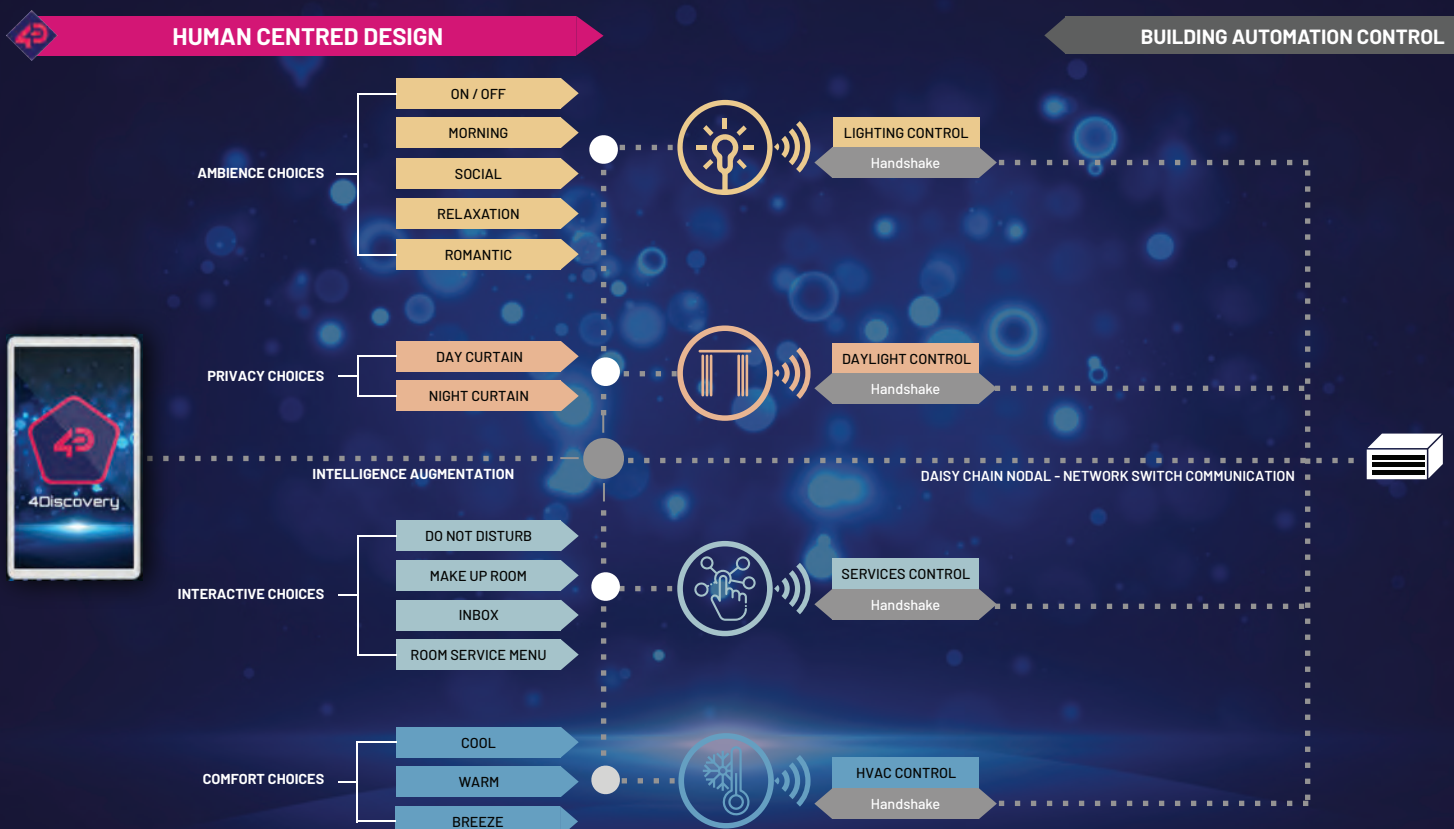 4D
HUMAN CENTRED DESIGN
BUILDING AUTOMATION CONTROL
AMBIENCE CHOICES
ON / OFF
MORNING
SOCIAL
RELAXATION
ROMANTIC
LIGHTING CONTROL
Handshake
PRIVACY CHOICES
DAY CURTAIN
NIGHT CURTAIN
DAYLIGHT CONTROL
Handshake
4D
4Discovery
INTELLIGENCE AUGMENTATION
DAISY CHAIN NODAL - NETWORK SWITCH COMMUNICATION
INTERACTIVE CHOICES
DO NOT DISTURB
MAKE UP ROOM
INBOX
ROOM SERVICE MENU
SERVICES CONTROL
Handshake
COMFORT CHOICES
COOL
WARM
BREEZE
HVAC CONTROL
Handshake